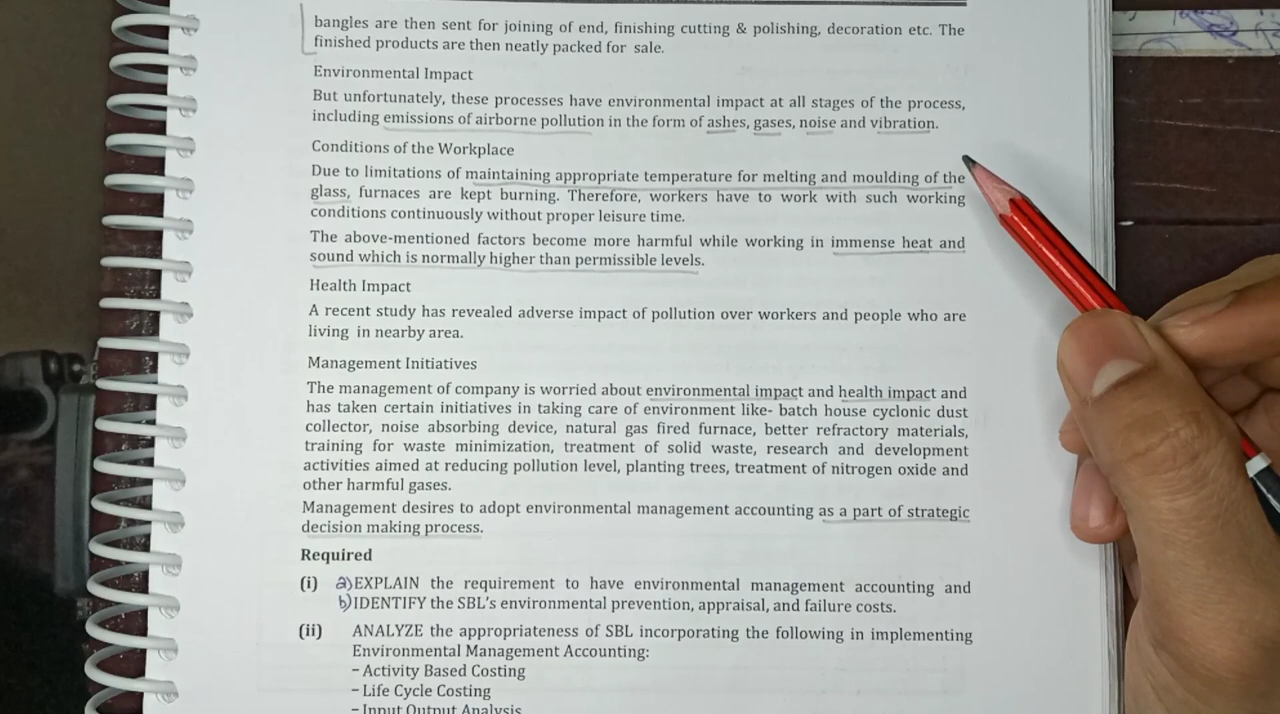 bangles are then sent for joining of end, finishing cutting & polishing, decoration etc. The
finished products are then neatly packed for sale.
Environmental Impact
But unfortunately, these processes have environmental impact at all stages of the process,
including emissions of airborne pollution in the form of ashes, gases, noise and vibration.
Conditions of the Workplace
Due to limitations of maintaining appropriate temperature for melting and moulding of the
glass, furnaces are kept burning. Therefore, workers have to work with such working
conditions continuously without proper leisure time.
The above-mentioned factors become more harmful while working in immense heat and
sound which is normally higher than permissible levels.
Health Impact
A recent study has revealed adverse impact of pollution over workers and people who are
living in nearby area.
Management Initiatives
The management of company is worried about environmental impact and health impact and
has taken certain initiatives in taking care of environment like- batch house cyclonic dust
collector, noise absorbing device, natural gas fired furnace, better refractory materials,
training for waste minimization, treatment of solid waste, research and development
activities aimed at reducing pollution level, planting trees, treatment of nitrogen oxide and
other harmful gases.
Management desires to adopt environmental management accounting as a part of strategic
decision making process.
Required
(i) a) EXPLAIN the requirement to have environmental management accounting and
b) IDENTIFY the SBL's environmental prevention, appraisal, and failure costs.
(ii) ANALYZE the appropriateness of SBL incorporating the following in implementing
Environmental Management Accounting:
– Activity Based Costing
– Life Cycle Costing
– Input Output Analysis